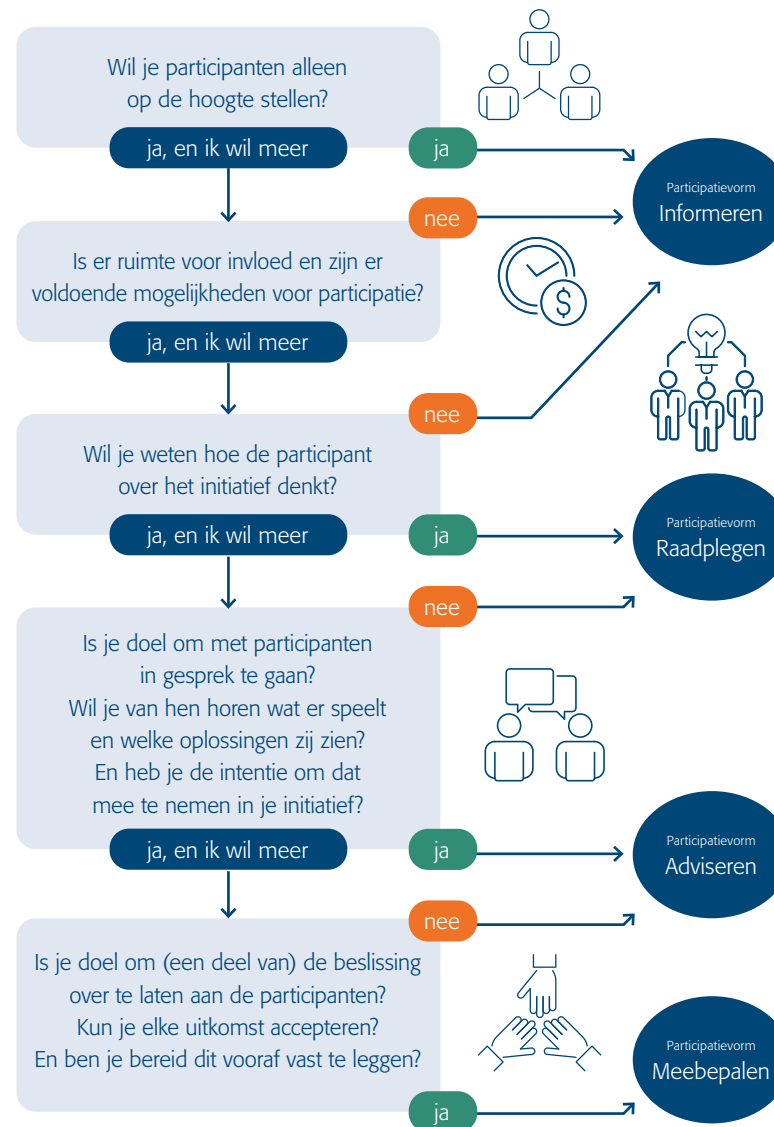 Wil je participanten alleen
op de hoogte stellen?
ja, en ik wil meer
ja
Participatievorm
Informeren
nee
Is er ruimte voor invloed en zijn er
voldoende mogelijkheden voor participatie?
$
ja, en ik wil meer
nee
Wil je weten hoe de participant
over het initiatief denkt?
ja, en ik wil meer
ja
Participatievorm
Raadplegen
nee
Is je doel om met participanten
in gesprek te gaan?
Wil je van hen horen wat er speelt
en welke oplossingen zij zien?
En heb je de intentie om dat
mee te nemen in je initiatief?
ja, en ik wil meer
ja
Participatievorm
Adviseren
nee
Is je doel om (een deel van) de beslissing
over te laten aan de participanten?
Kun je elke uitkomst accepteren?
En ben je bereid dit vooraf vast te leggen?
ja
Participatievorm
Meebepalen